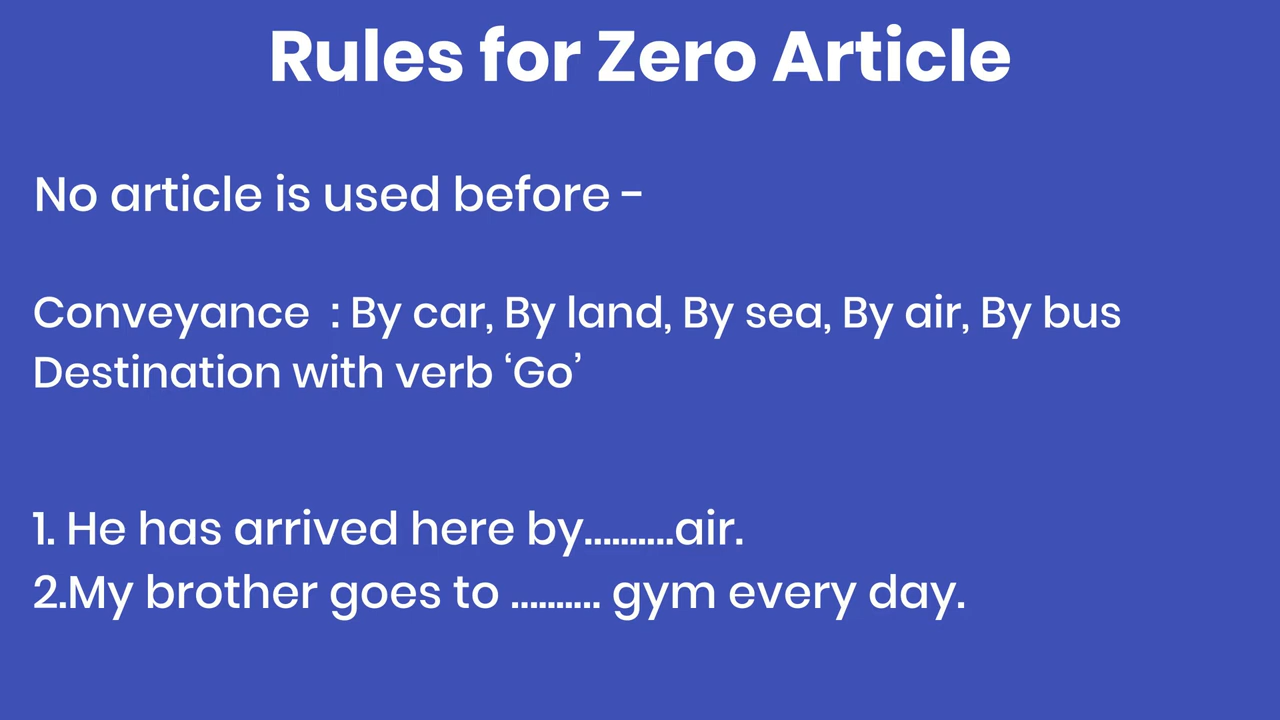 Rules for Zero Article
No article is used before -
Conveyance : By car, By land, By sea, By air, By bus
Destination with verb ‘Go’
1. He has arrived here by..........air.
2.My brother goes to .......... gym every day.